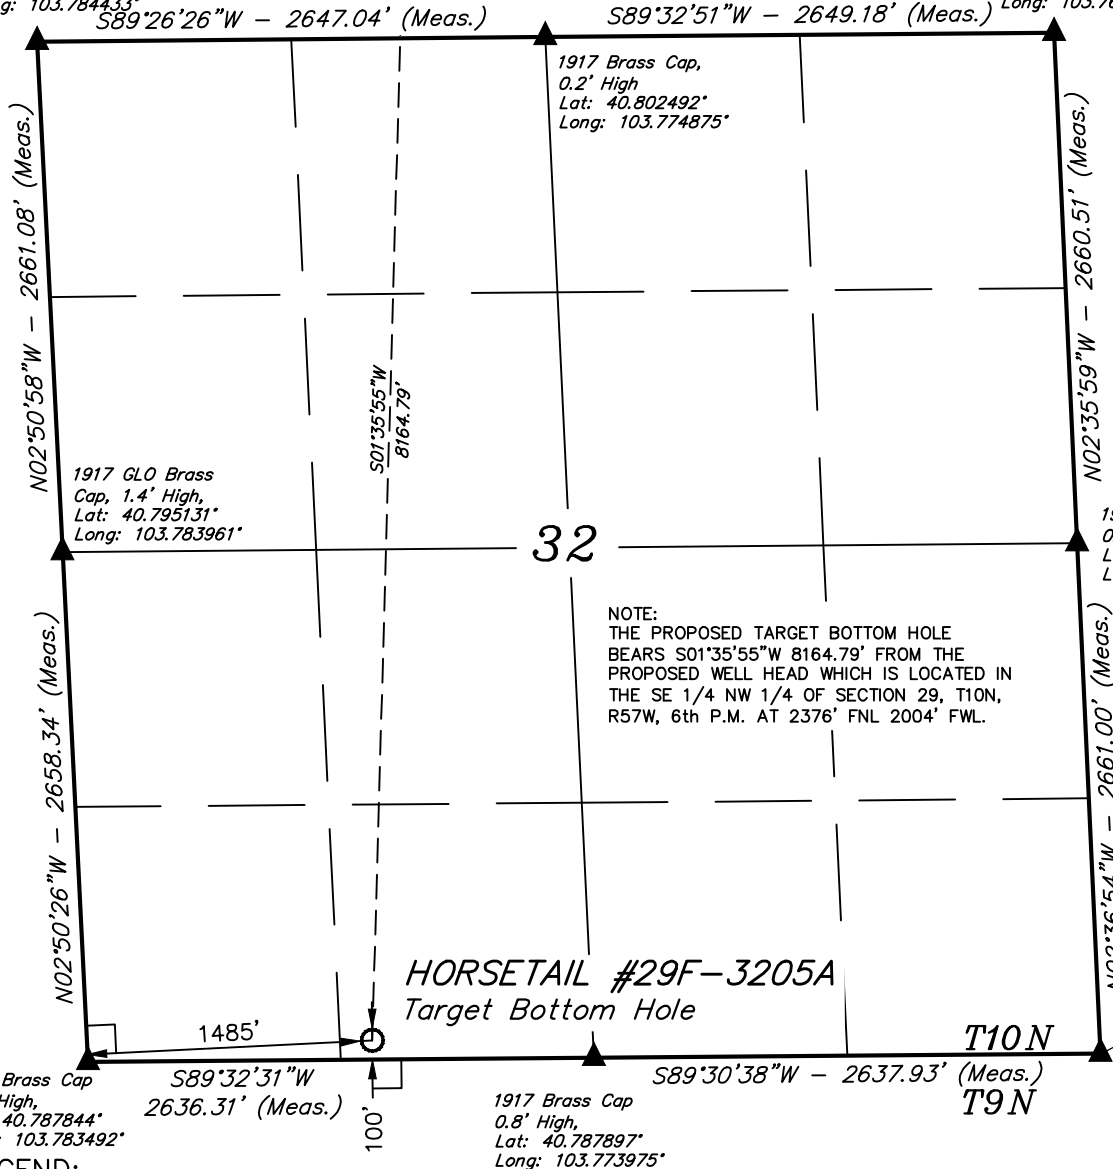 g: 103.784433°
S89°26'26"W – 2647.04' (Meas.)
S89°32'51"W – 2649.18' (Meas.)
Long:
1917 Brass Cap,
0.2' High
Lat: 40.802492°
Long: 103.774875°
N02°50'58"W – 2661.08' (Meas.)
N02°35'59"W – 2660.51' (Meas.)
S01°35'55"W
8164.79'
1917 GLO Brass
Cap, 1.4' High,
Lat: 40.795131°
Long: 103.783961°
32
NOTE:
THE PROPOSED TARGET BOTTOM HOLE
BEARS S01°35'55"W 8164.79' FROM THE
PROPOSED WELL HEAD WHICH IS LOCATED IN
THE SE 1/4 NW 1/4 OF SECTION 29, T10N,
R57W, 6th P.M. AT 2376' FNL 2004' FWL.
N02°50'26"W – 2658.34' (Meas.)
N02°36'54"W – 2661.00' (Meas.)
HORSETAIL #29F–3205A
Target Bottom Hole
1485'
T10N
T9N
S89°32'31"W
2636.31' (Meas.)
S89°30'38"W – 2637.93' (Meas.)
100'
Brass Cap
High,
40.787844°
: 103.783492°
1917 Brass Cap
0.8' High,
Lat: 40.787897°
Long: 103.773975°